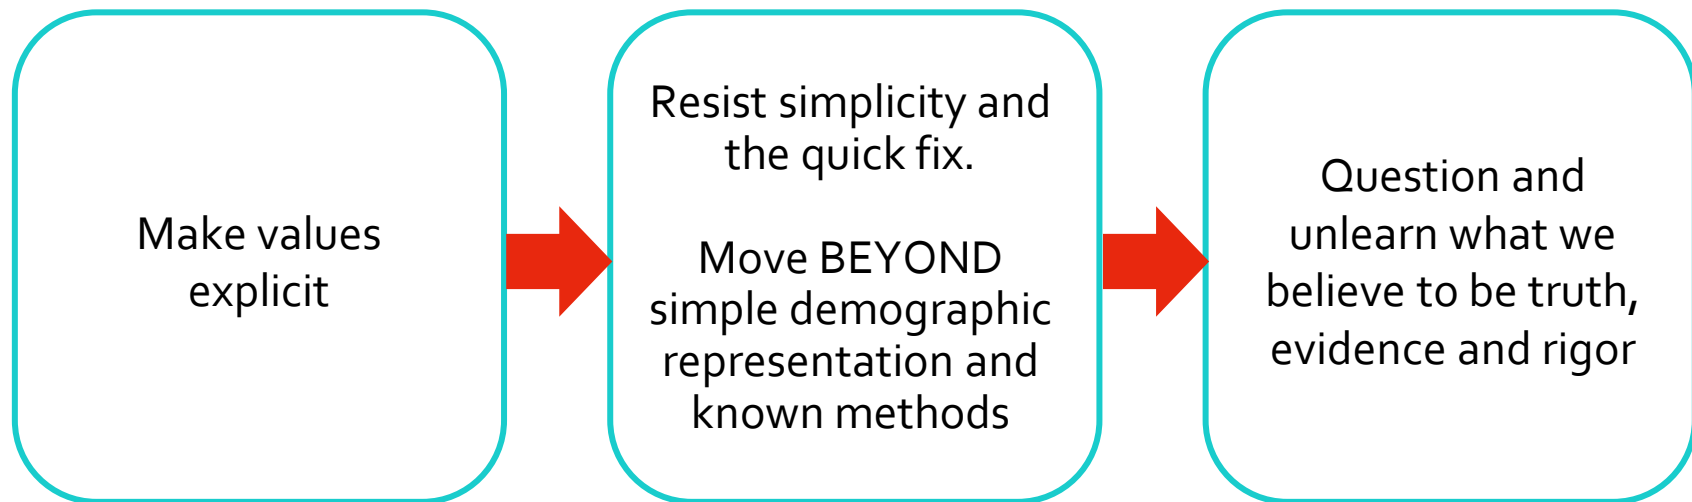 Make values
explicit
Resist simplicity and
the quick fix.
Move BEYOND
simple demographic
representation and
known methods
Question and
unlearn what we
believe to be truth,
evidence and rigor